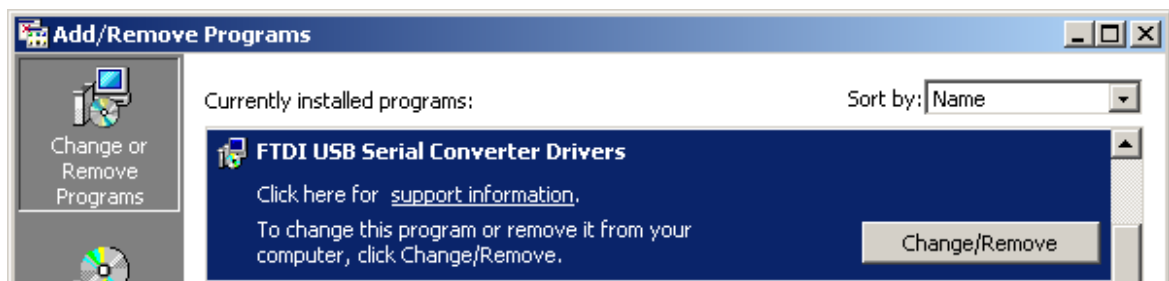 Add/Remove Programs
Change or
Remove
Programs
Currently installed programs:
Sort by: Name
FTDI USB Serial Converter Drivers
Click here for support information.
To change this program or remove it from your
computer, click Change/Remove.
Change/Remove